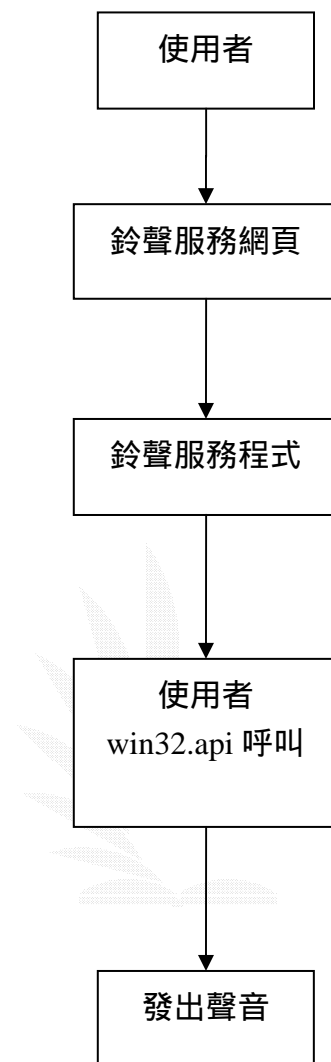 使用者
鈴聲服務網頁
鈴聲服務程式
使用者
win32.api 呼叫
發出聲音